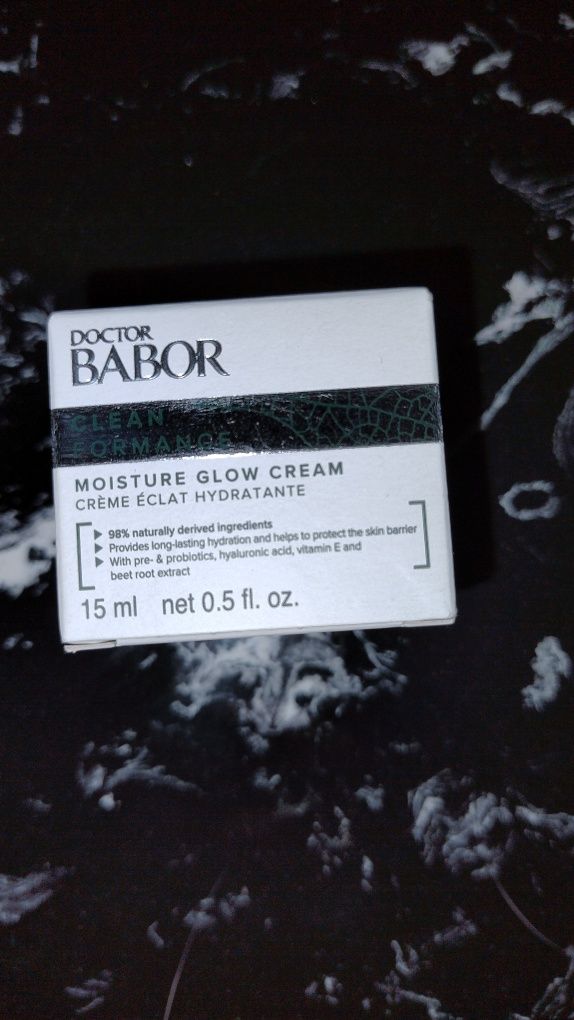 DOCTOR
BABOR
CLEAN
FORMANCE
MOISTURE GLOW CREAM
CRÈME ÉCLAT HYDRATANTE
▶ 98% naturally derived ingredients
▶ Provides long-lasting hydration and helps to protect the skin barrier
▶ With pre- & probiotics, hyaluronic acid, vitamin E and
beet root extract
15 ml net 0.5 fl. oz.